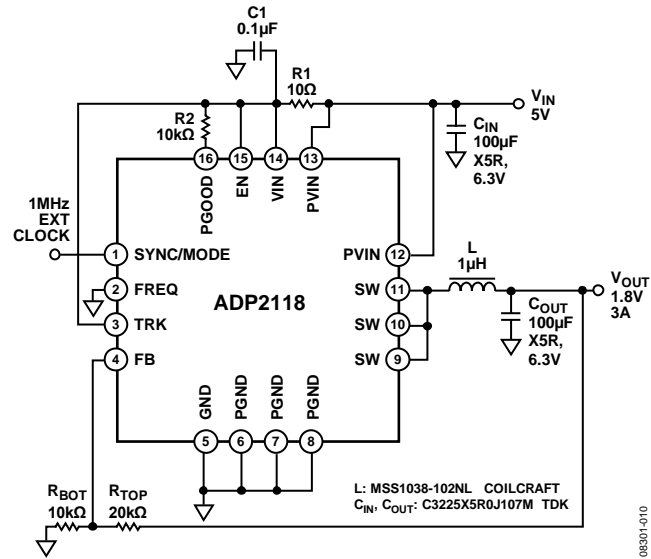 C1
0.1µF
R1
10Ω
R2
10kΩ
VIN
5V
CIN
100µF
X5R,
6.3V
16
15
14
13
PGOOD
EN
VIN
PVIN
1MHz
EXT
CLOCK
1
SYNC/MODE
PVIN
12
L
1µH
2
FREQ
ADP2118
SW
11
VOUT
1.8V
3A
3
TRK
SW
10
COUT
100µF
X5R,
6.3V
4
FB
SW
9
GND
PGND
PGND
PGND
5
6
7
8
RBOT
10kΩ
RTOP
20kΩ
L: MSS1038-102NL COILCRAFT
CIN, COUT: C3225X5R0J107M TDK
08301-010